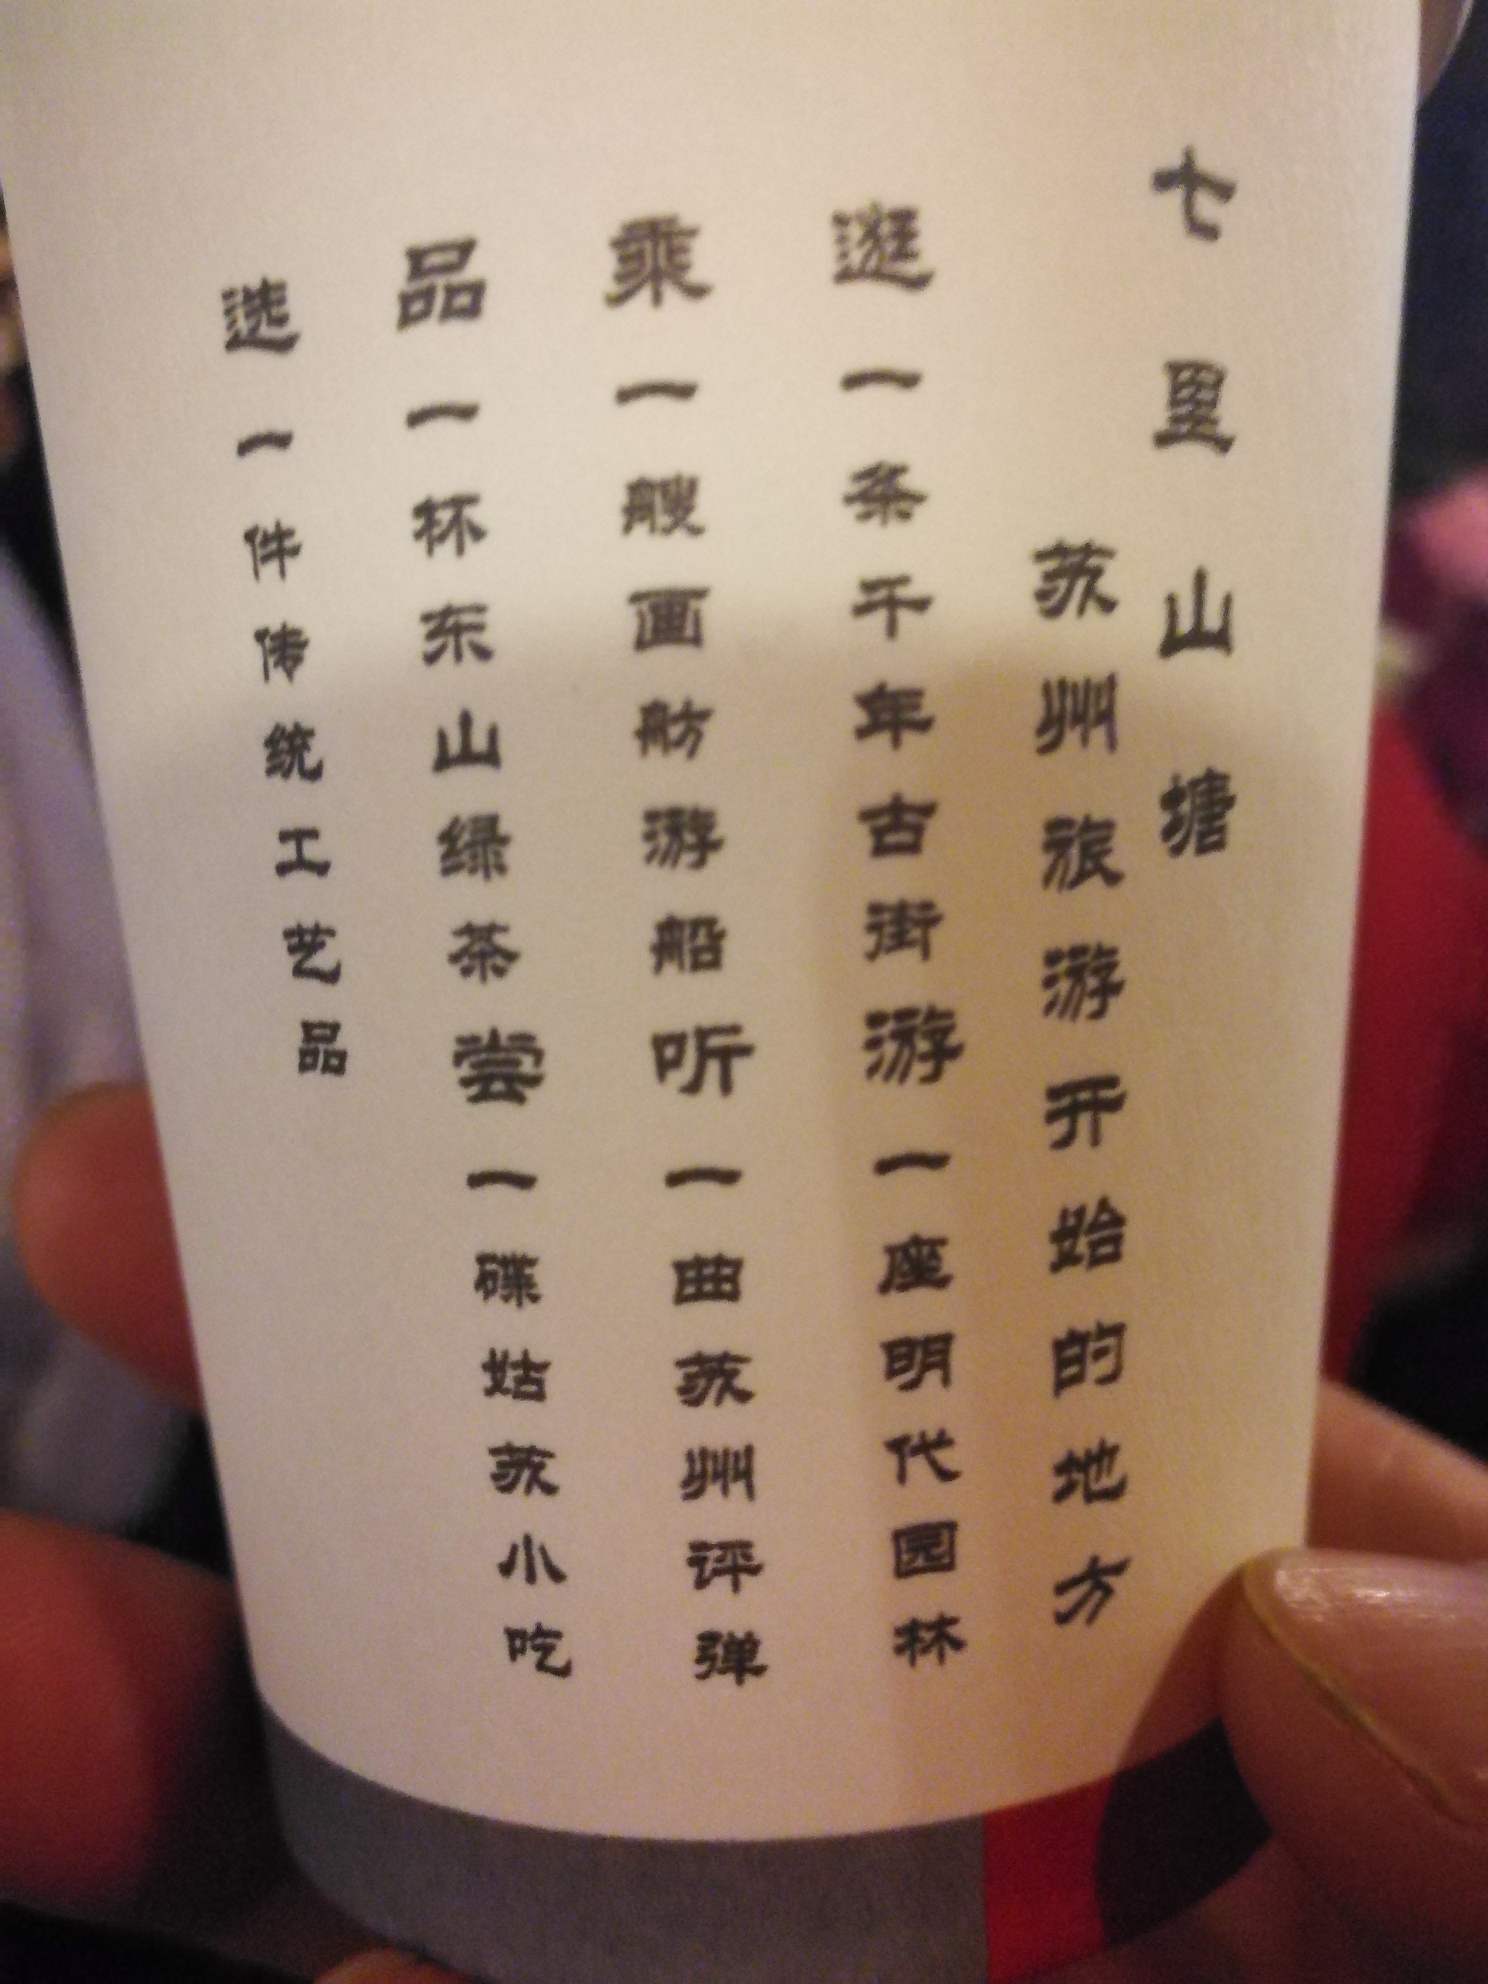 七里山塘
苏州旅游开始的地方
逛一条千年古街游一座明代园林
乘一艘画舫游船听一曲苏州评弹
品一杯东山绿茶尝一碟姑苏小吃
选一件传统工艺品